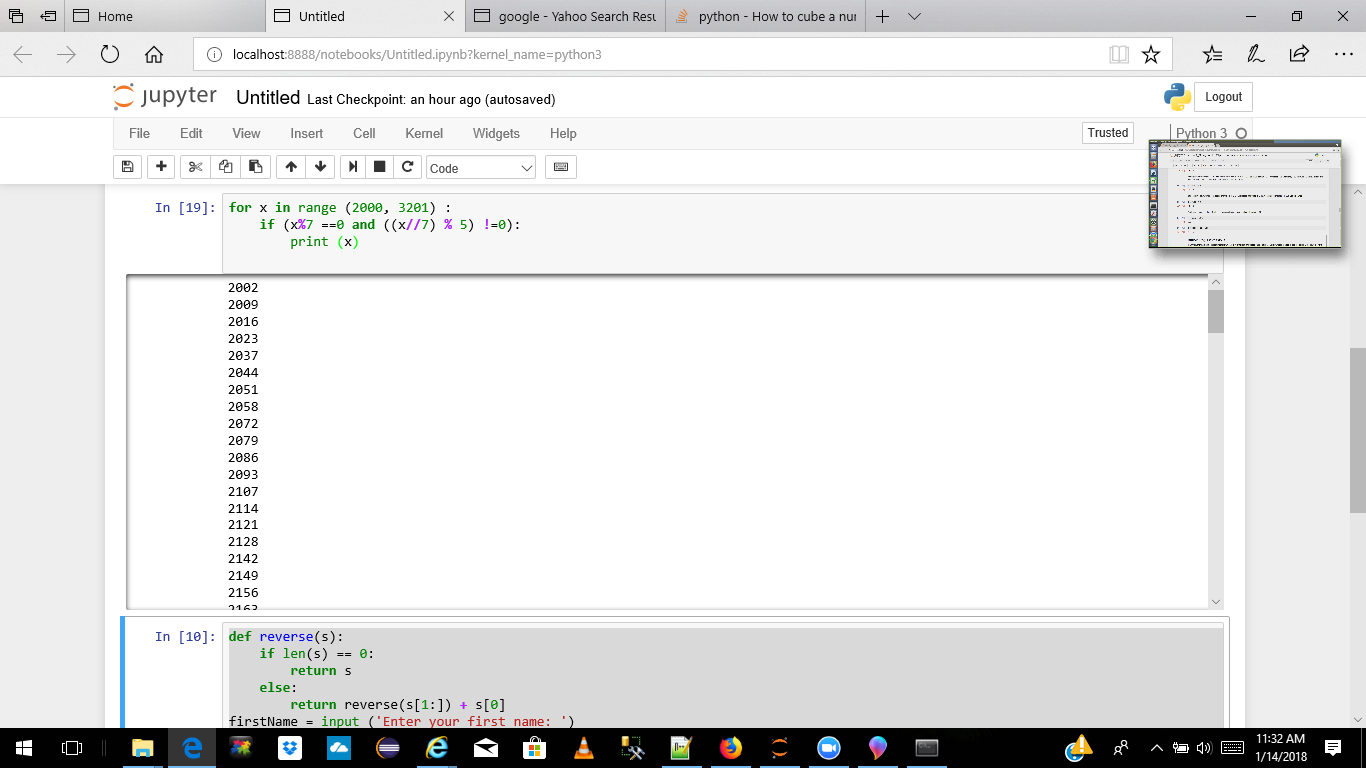 Home
Untitled
google - Yahoo Search Resu
python - How to cube a nur
localhost:8888/notebooks/Untitled.ipynb?kernel_name=python3
jupyter Untitled Last Checkpoint: an hour ago (autosaved)
Logout
File Edit View Insert Cell Kernel Widgets Help
Trusted
Python 3
Code
In [19]: for x in range (2000, 3201) :
    if (x%7 ==0 and ((x//7) % 5) !=0):
        print (x)
2002
2009
2016
2023
2037
2044
2051
2058
2072
2079
2086
2093
2107
2114
2121
2128
2142
2149
2156
2163
In [10]: def reverse(s):
    if len(s) == 0:
        return s
    else:
        return reverse(s[1:]) + s[0]
firstName = input ('Enter your first name: ')
11:32 AM
1/14/2018